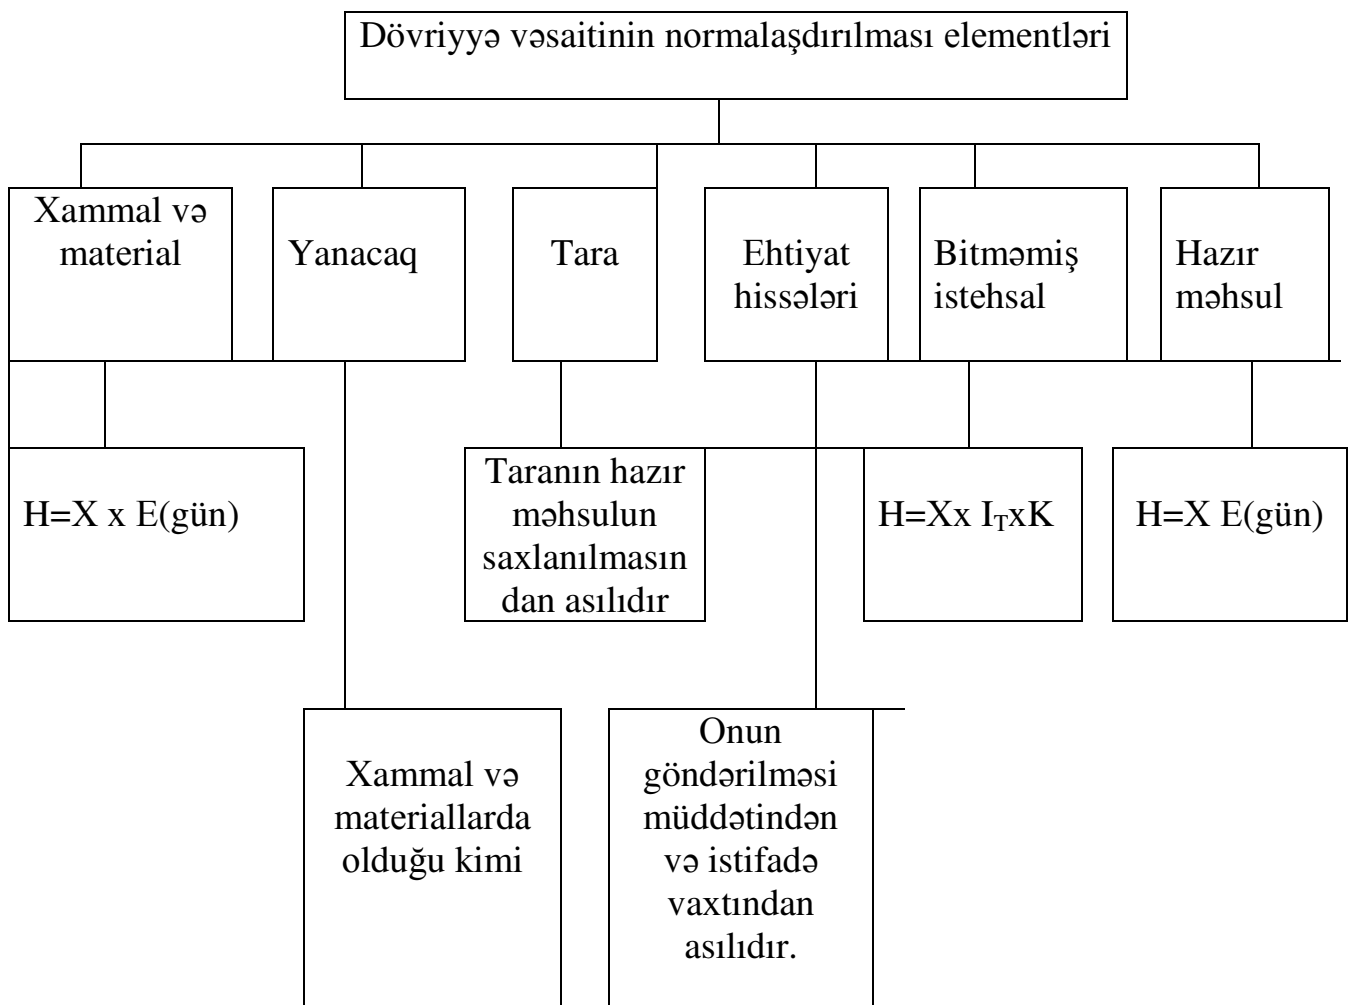 Dövriyyə vəsaitinin normalaşdırılması elementləri
Xammal və
material
Yanacaq
Tara
Ehtiyat
hissələri
Bitməmiş
istehsal
Hazır
məhsul
H=X x E(gün)
Taranın hazır
məhsulun
saxlanılmasın
dan asılıdır
H=Xx I_TxK
H=X E(gün)
Xammal və
materiallarda
olduğu kimi
Onun
göndərilməsi
müddətindən
və istifadə
vaxtından
asılıdır.